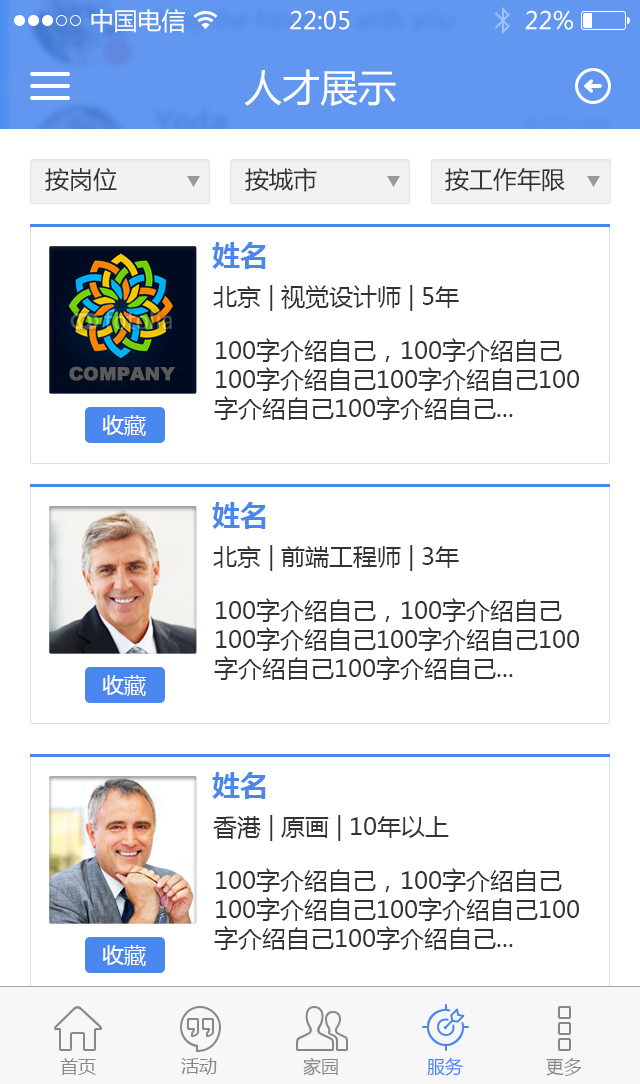 中国电信 22:05 22%
人才展示
按岗位 按城市 按工作年限
姓名
北京 | 视觉设计师 | 5年
100字介绍自己，100字介绍自己
100字介绍自己100字介绍自己100
字介绍自己100字介绍自己...
COMPANY
收藏
姓名
北京 | 前端工程师 | 3年
100字介绍自己，100字介绍自己
100字介绍自己100字介绍自己100
字介绍自己100字介绍自己...
收藏
姓名
香港 | 原画 | 10年以上
100字介绍自己，100字介绍自己
100字介绍自己100字介绍自己100
字介绍自己100字介绍自己...
收藏
首页 活动 家园 服务 更多